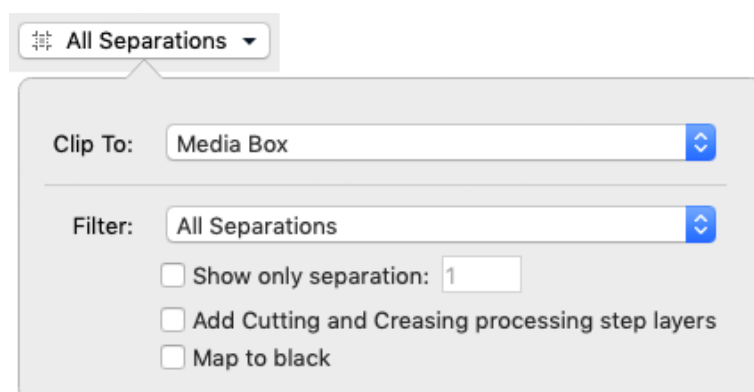 All Separations
Clip To: Media Box
Filter: All Separations
Show only separation: 1
Add Cutting and Creasing processing step layers
Map to black